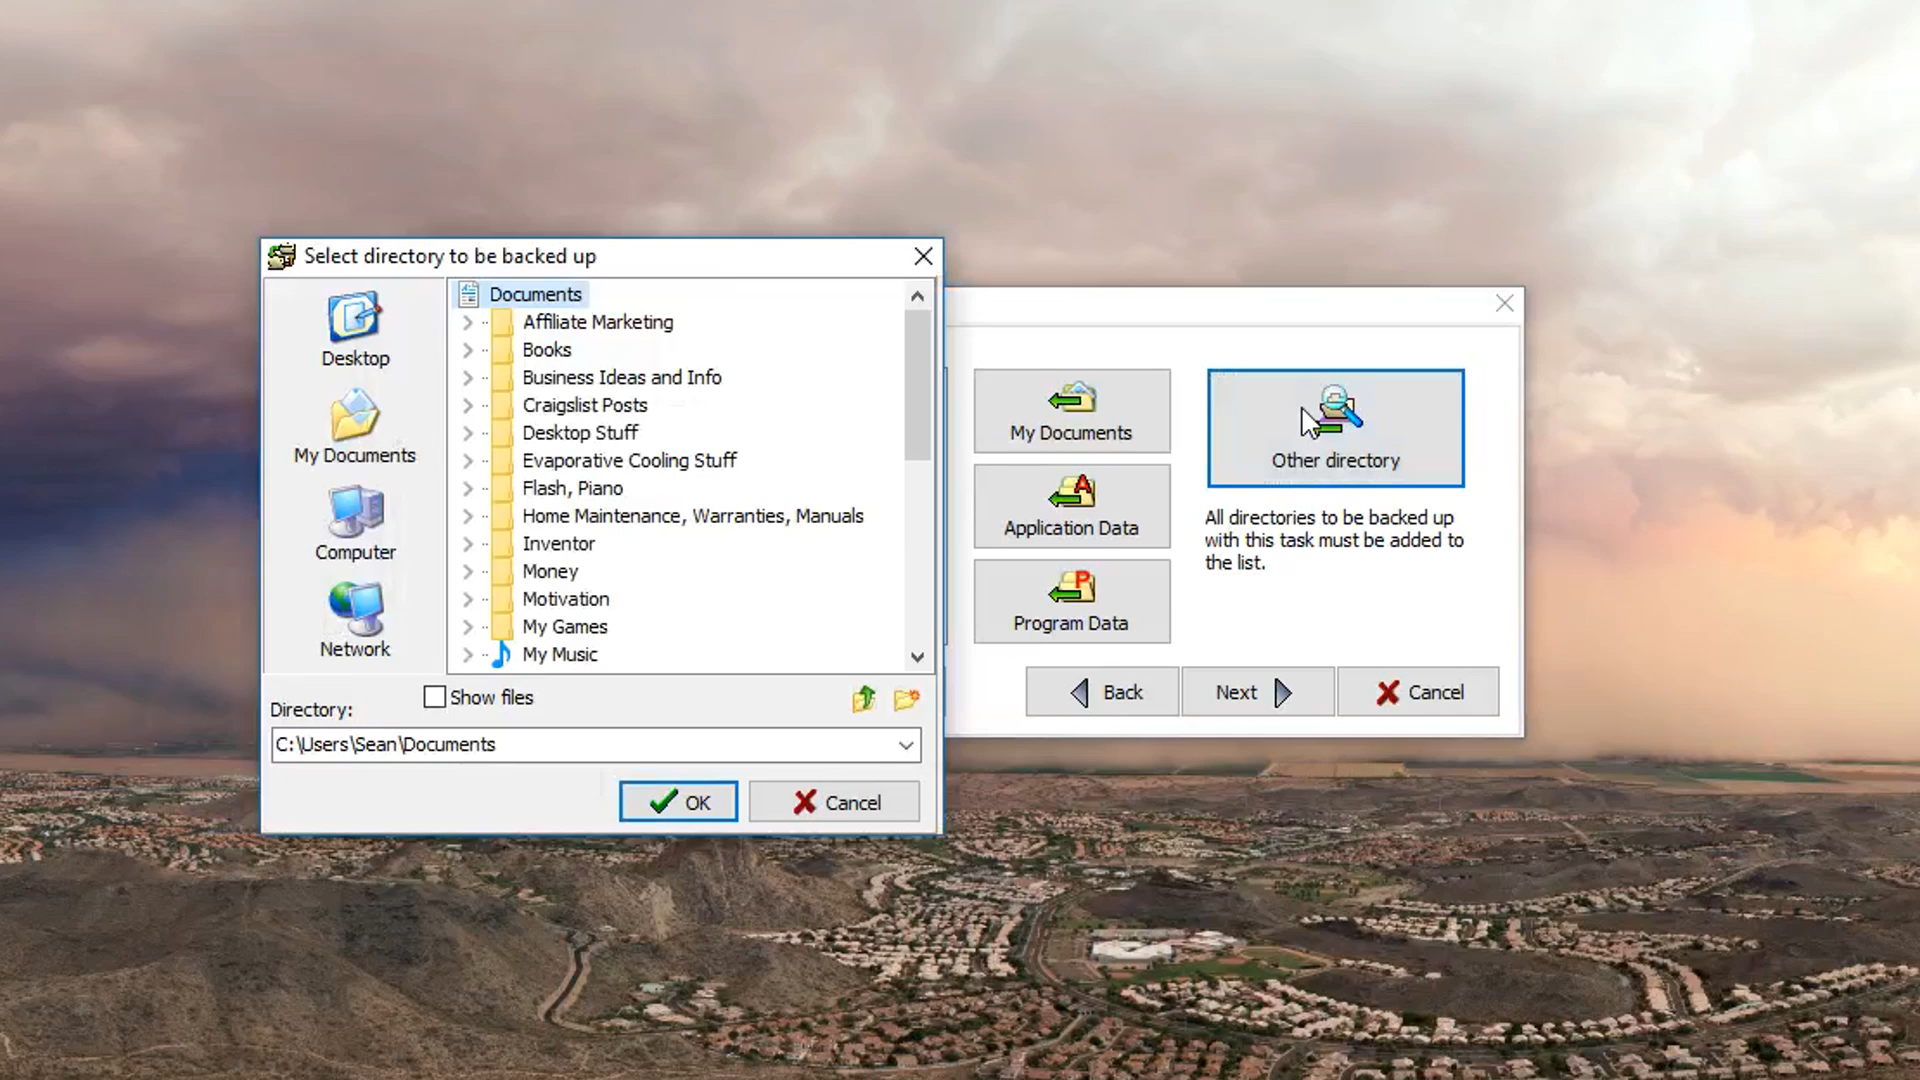 Select directory to be backed up
Desktop
My Documents
Computer
Network
Documents
Affiliate Marketing
Books
Business Ideas and Info
Craigslist Posts
Desktop Stuff
Evaporative Cooling Stuff
Flash, Piano
Home Maintenance, Warranties, Manuals
Inventor
Money
Motivation
My Games
My Music
Directory:
Show files
C:\Users\Sean\Documents
OK
Cancel
My Documents
Application Data
Program Data
Other directory
All directories to be backed up
with this task must be added to
the list.
Back
Next
Cancel